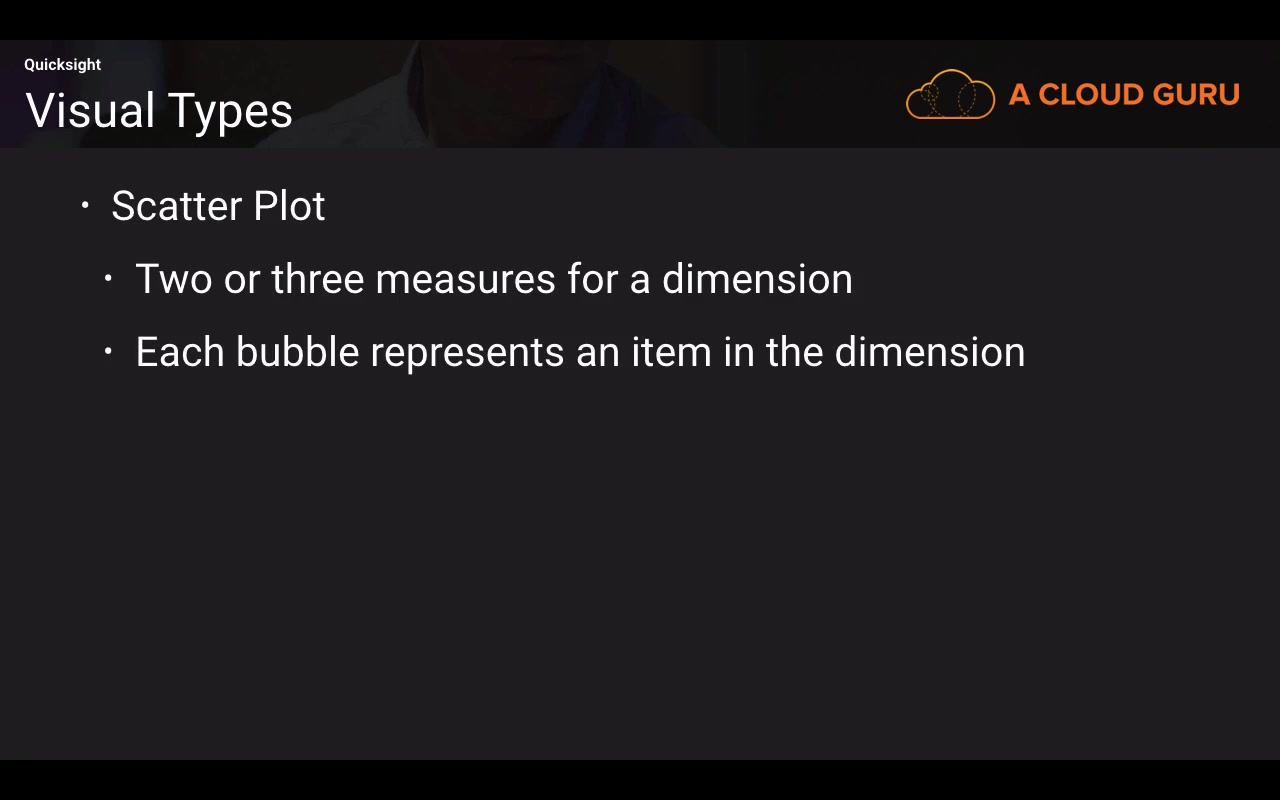 Quicksight
Visual Types
A CLOUD GURU
• Scatter Plot
• Two or three measures for a dimension
• Each bubble represents an item in the dimension